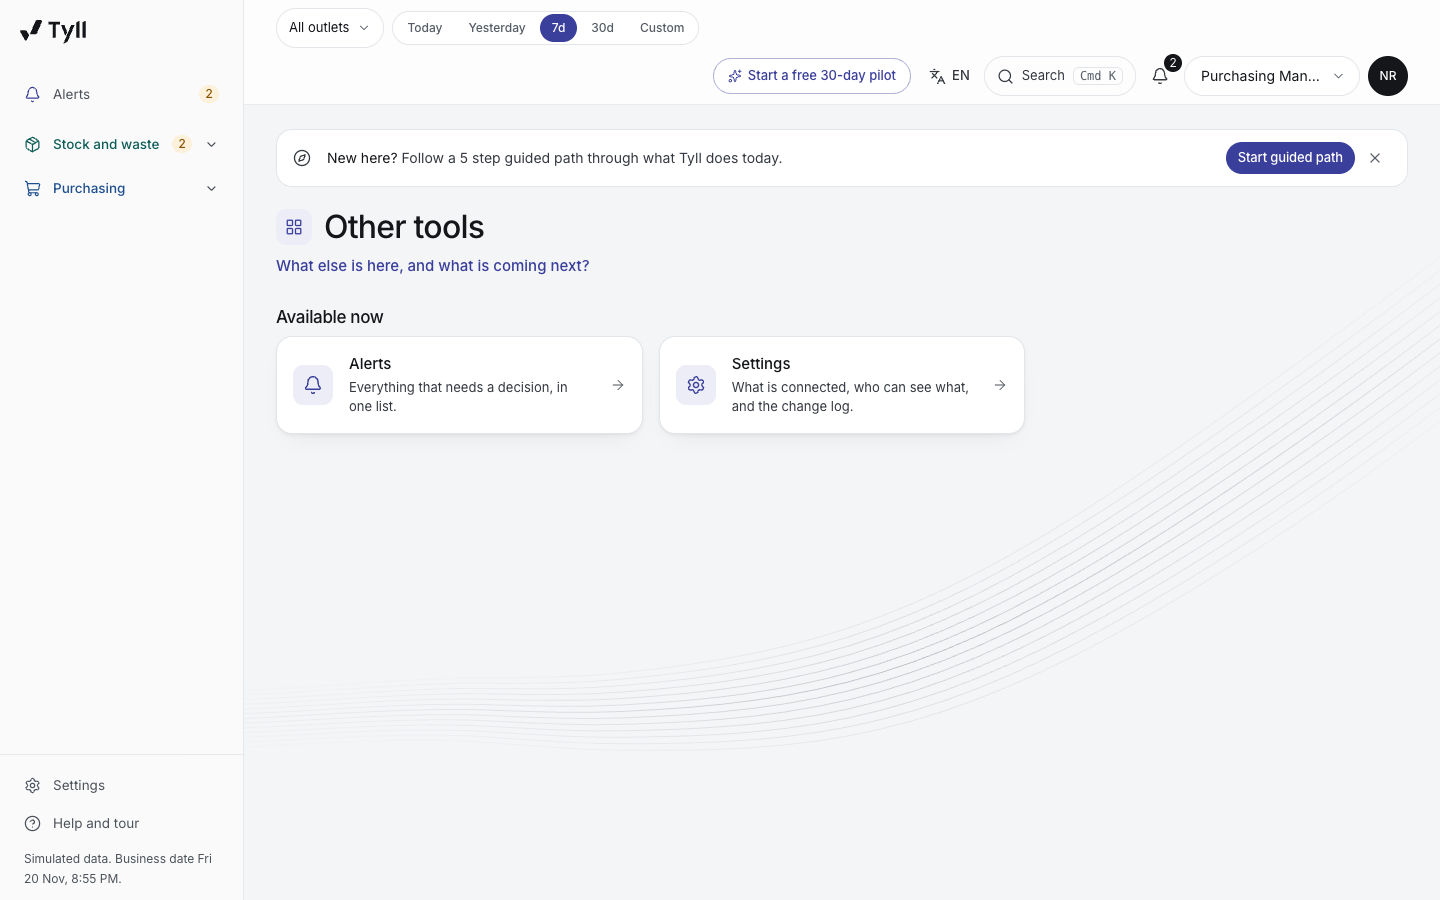 Tyll
Alerts 2
Stock and waste 2
Purchasing
Settings
Help and tour
Simulated data. Business date Fri
20 Nov, 8:55 PM.
All outlets
Today Yesterday 7d 30d Custom
Start a free 30-day pilot EN Search Cmd K 2 Purchasing Man... NR
New here? Follow a 5 step guided path through what Tyll does today. Start guided path
Other tools
What else is here, and what is coming next?
Available now
Alerts
Everything that needs a decision, in
one list.
Settings
What is connected, who can see what,
and the change log.